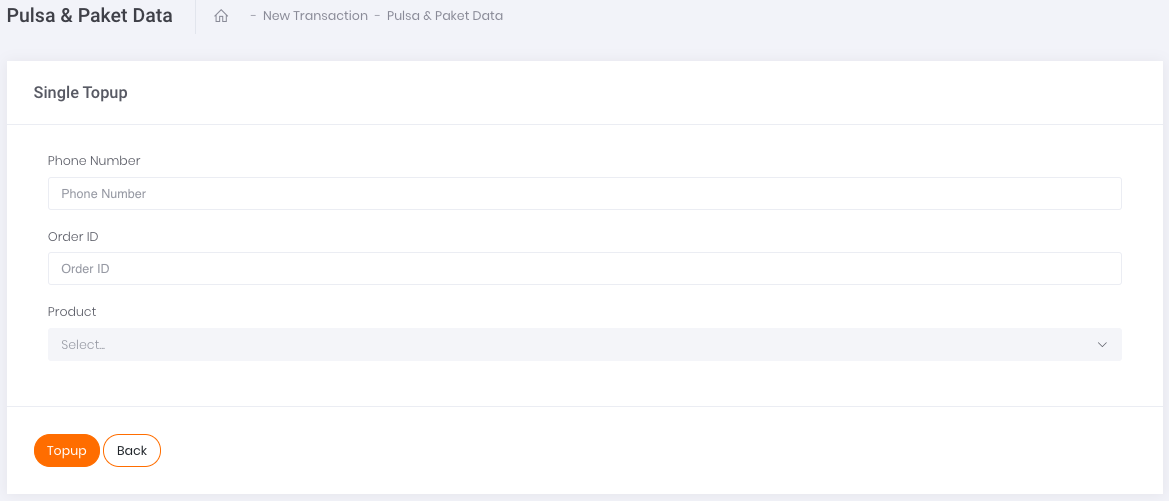 Pulsa & Paket Data - New Transaction - Pulsa & Paket Data
Single Topup
Phone Number
Phone Number
Order ID
Order ID
Product
Select...
Topup Back